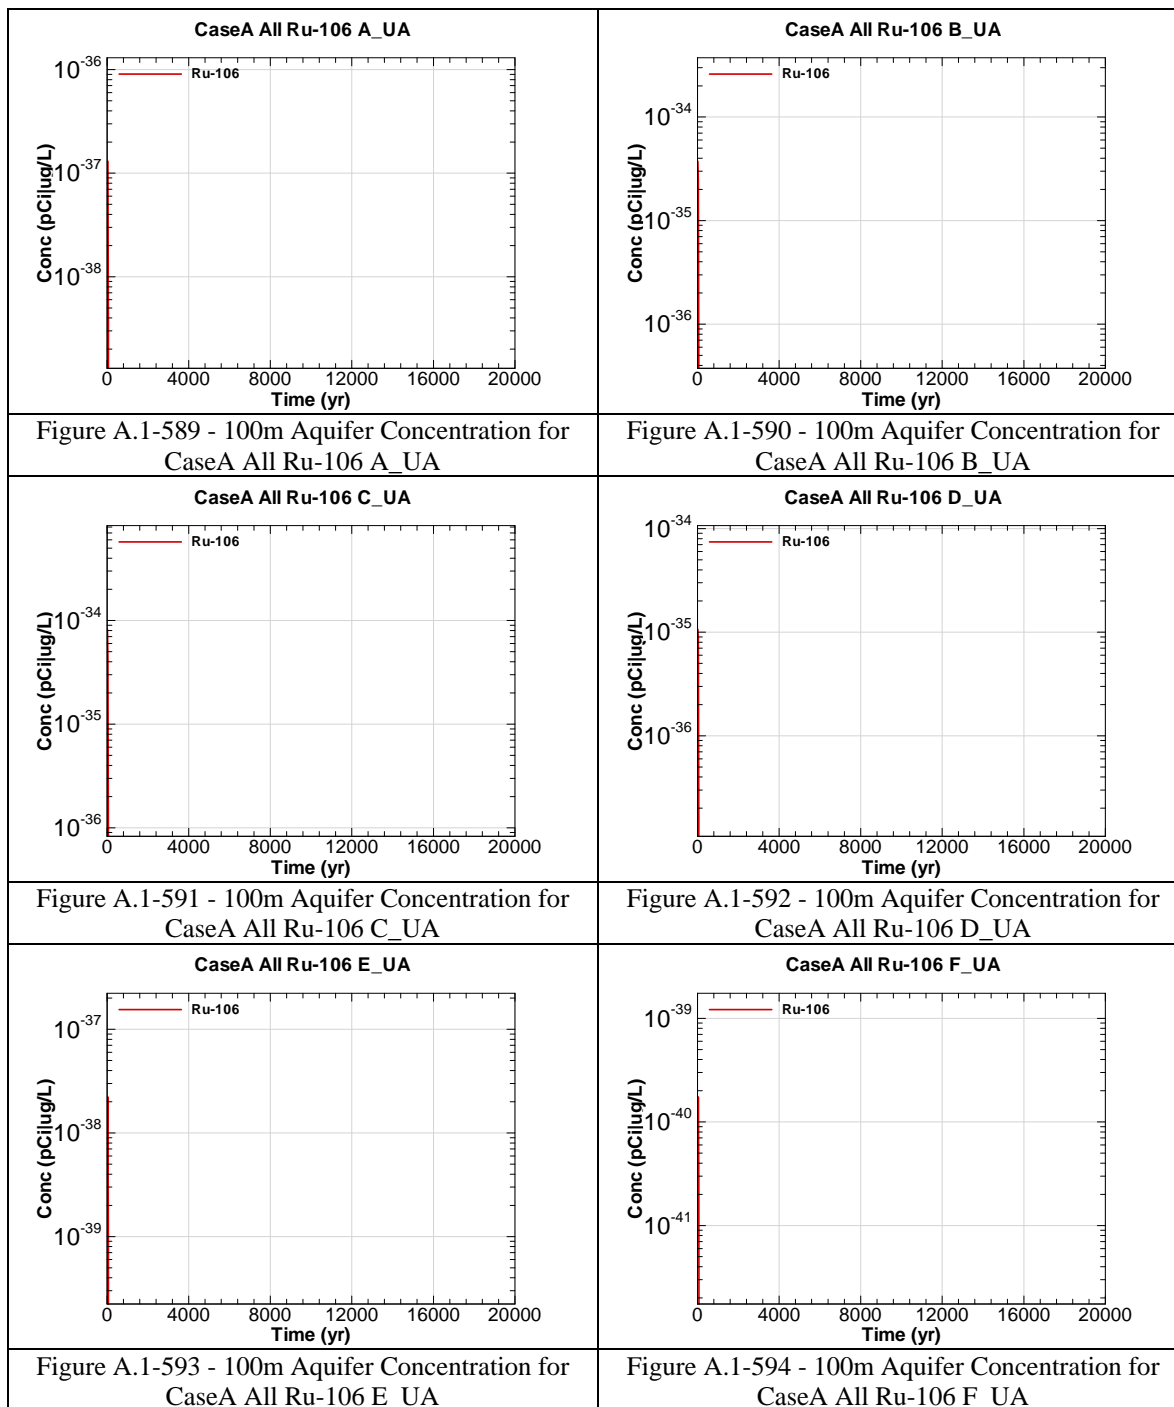 CaseA All Ru-106 A_UA
Ru-106
10^-36
10^-37
10^-38
Conc (pCi|ug/L)
0 4000 8000 12000 16000 20000
Time (yr)
Figure A.1-589 - 100m Aquifer Concentration for
CaseA All Ru-106 A_UA
CaseA All Ru-106 B_UA
Ru-106
10^-34
10^-35
10^-36
Conc (pCi|ug/L)
0 4000 8000 12000 16000 20000
Time (yr)
Figure A.1-590 - 100m Aquifer Concentration for
CaseA All Ru-106 B_UA
CaseA All Ru-106 C_UA
Ru-106
10^-34
10^-35
10^-36
Conc (pCi|ug/L)
0 4000 8000 12000 16000 20000
Time (yr)
Figure A.1-591 - 100m Aquifer Concentration for
CaseA All Ru-106 C_UA
CaseA All Ru-106 D_UA
Ru-106
10^-34
10^-35
10^-36
Conc (pCi|ug/L)
0 4000 8000 12000 16000 20000
Time (yr)
Figure A.1-592 - 100m Aquifer Concentration for
CaseA All Ru-106 D_UA
CaseA All Ru-106 E_UA
Ru-106
10^-37
10^-38
10^-39
Conc (pCi|ug/L)
0 4000 8000 12000 16000 20000
Time (yr)
Figure A.1-593 - 100m Aquifer Concentration for
CaseA All Ru-106 E_UA
CaseA All Ru-106 F_UA
Ru-106
10^-39
10^-40
10^-41
Conc (pCi|ug/L)
0 4000 8000 12000 16000 20000
Time (yr)
Figure A.1-594 - 100m Aquifer Concentration for
CaseA All Ru-106 F_UA